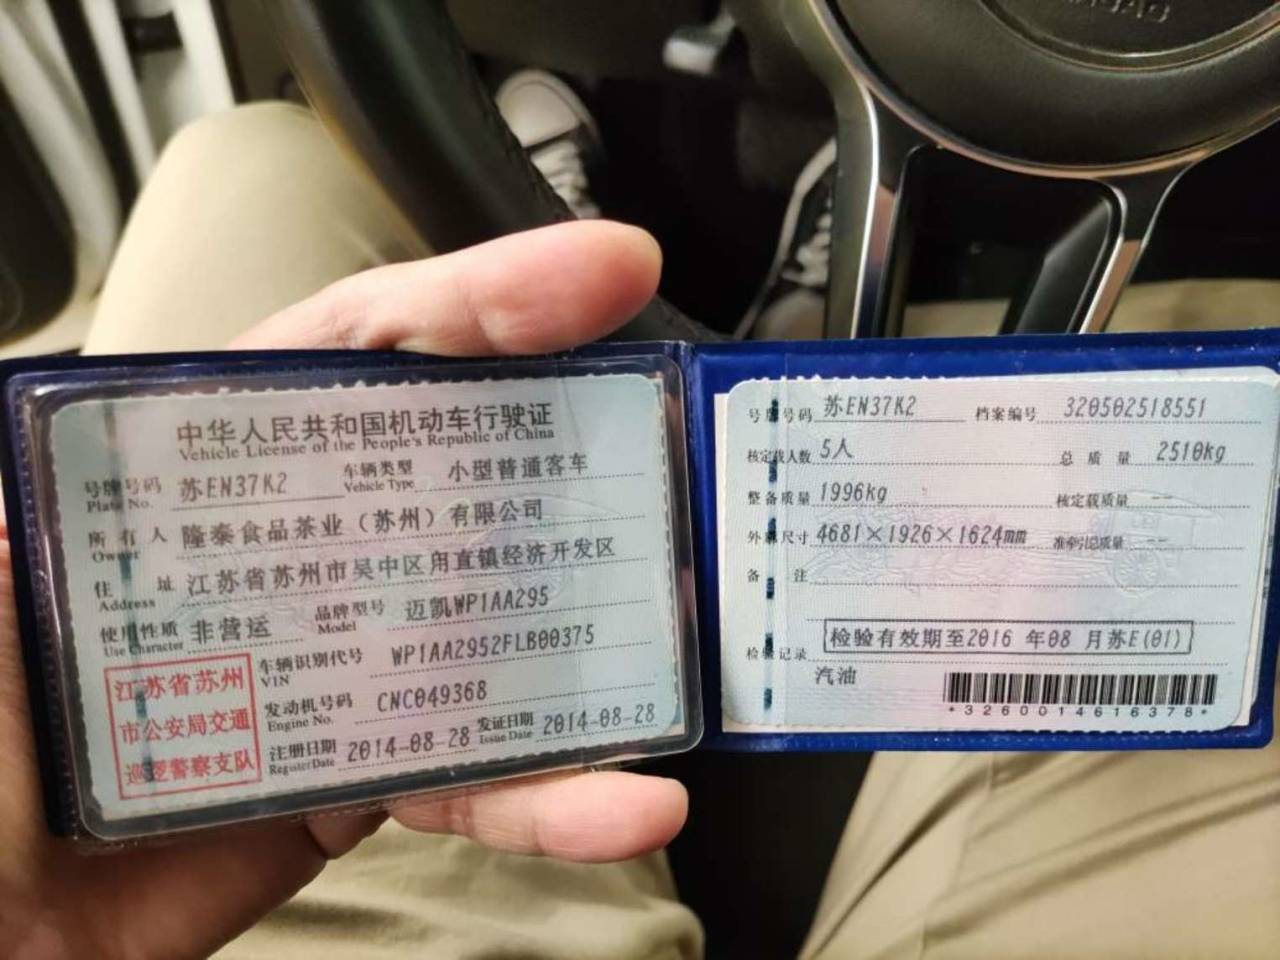 中华人民共和国机动车行驶证
Vehicle License of the People's Republic of China
号牌号码 Plate No. 苏EN37K2 车辆类型 Vehicle Type 小型普通客车
所有人 Owner 隆泰食品茶业（苏州）有限公司
住址 Address 江苏省苏州市吴中区甪直镇经济开发区
使用性质 Use Character 非营运 品牌型号 Model 迈凯WP1AA295
车辆识别代号 VIN WP1AA2952FLB00375
发动机号码 Engine No. CNC049368
注册日期 Register Date 2014-08-28 发证日期 Issue Date 2014-08-28
江苏省苏州
市公安局交通
巡逻警察支队
号牌号码 苏EN37K2 档案编号 320502518551
核定载人数 5人 总质量 2510kg
整备质量 1996kg 核定载质量 --
外廓尺寸 4681×1926×1624mm 准牵引总质量 --
备注
检验记录 检验有效期至2016 年08 月苏E(01)
汽油
*3260014616378*